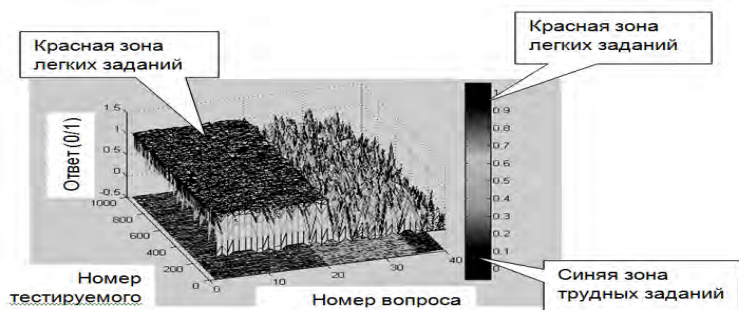 Красная зона
легких заданий
Красная зона
легких заданий
Ответ (0/1)
1.5
1
0.5
0
-0.5
1000
800
600
400
200
0
0
10
20
30
40
1
0.9
0.8
0.7
0.6
0.5
0.4
0.3
0.2
0.1
0
Номер
тестируемого
Номер вопроса
Синяя зона
трудных заданий